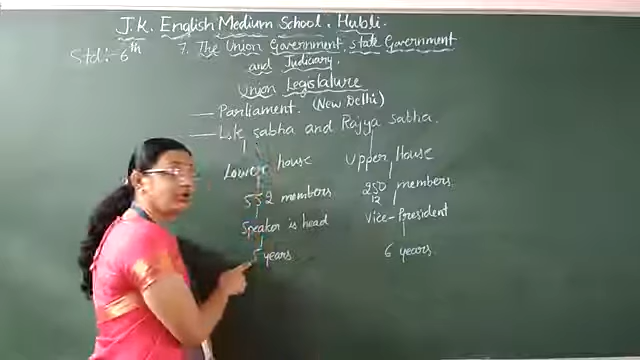 J.K. English Medium School. Hubli.
Std:- 6th 7. The Union Government, state Government
and Judiciary.
Union Legislature
— Parliament. (New Delhi)
— Lok sabha and Rajya sabha.
Lower house Upper House
552 members 250 members
12
Speaker is head Vice-President
5 years 6 years.